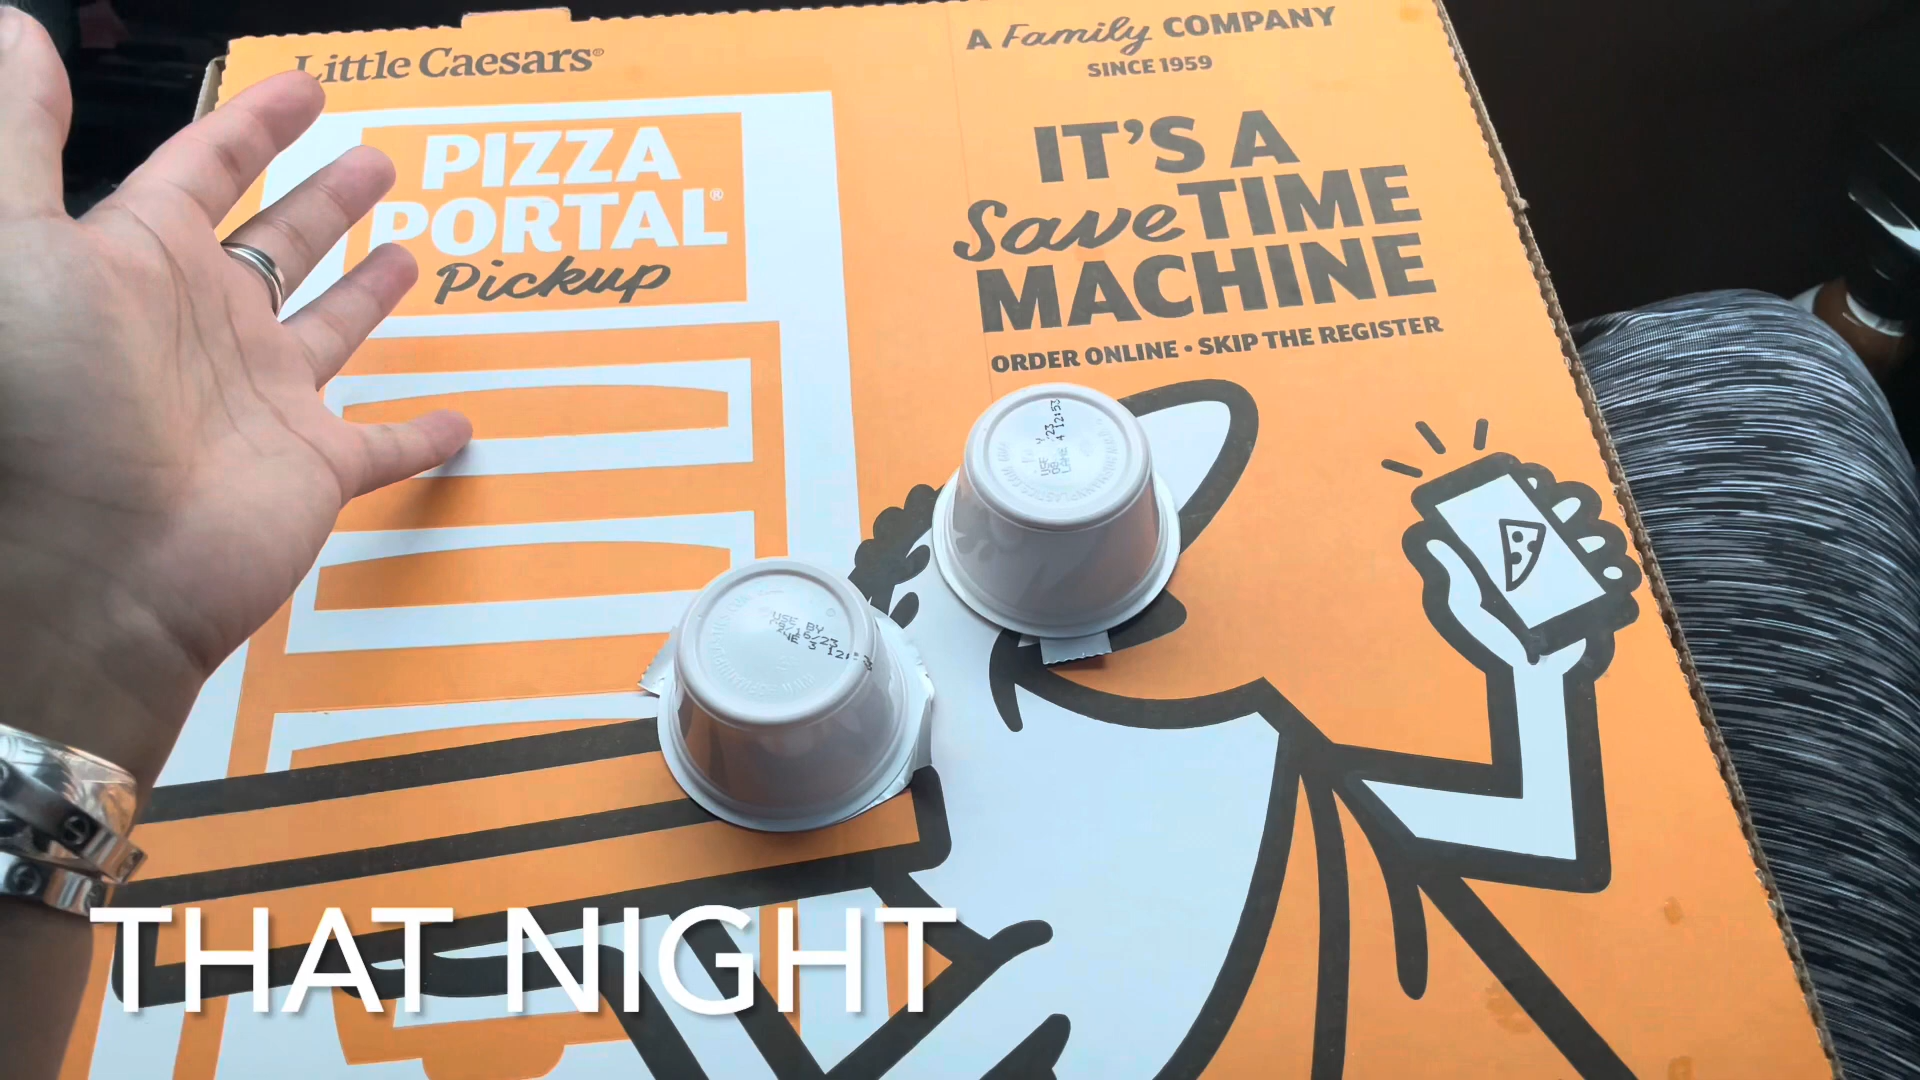 Little Caesars®
A Family COMPANY
SINCE 1959
PIZZA
PORTAL®
Pickup
IT'S A
Save TIME
MACHINE
ORDER ONLINE • SKIP THE REGISTER
USE BY
THAT NIGHT